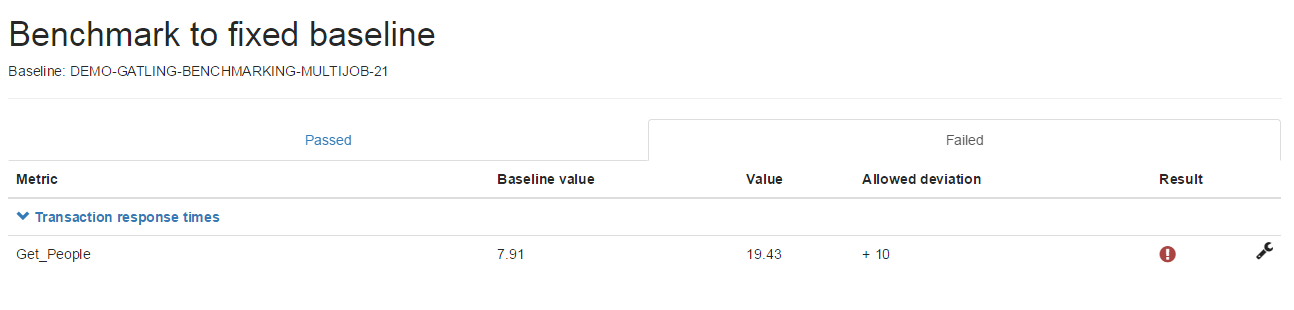 Benchmark to fixed baseline
Baseline: DEMO-GATLING-BENCHMARKING-MULTIJOB-21
Passed Failed
Metric Baseline value Value Allowed deviation Result
Transaction response times
Get_People 7.91 19.43 + 10